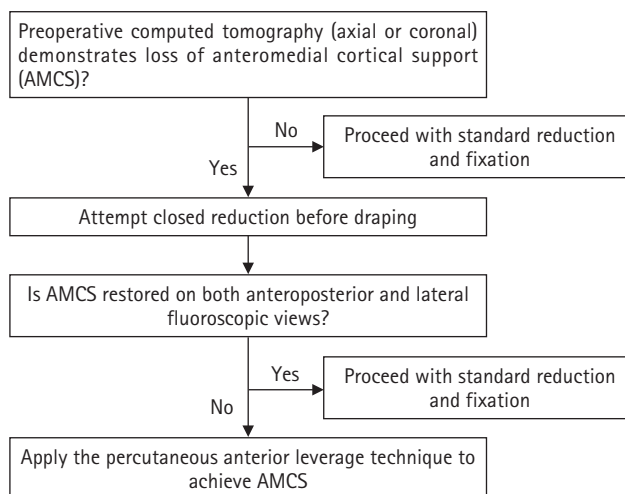 Preoperative computed tomography (axial or coronal)
demonstrates loss of anteromedial cortical support
(AMCS)?
No
Proceed with standard reduction
and fixation
Yes
Attempt closed reduction before draping
Is AMCS restored on both anteroposterior and lateral
fluoroscopic views?
Yes
Proceed with standard reduction
and fixation
No
Apply the percutaneous anterior leverage technique to
achieve AMCS